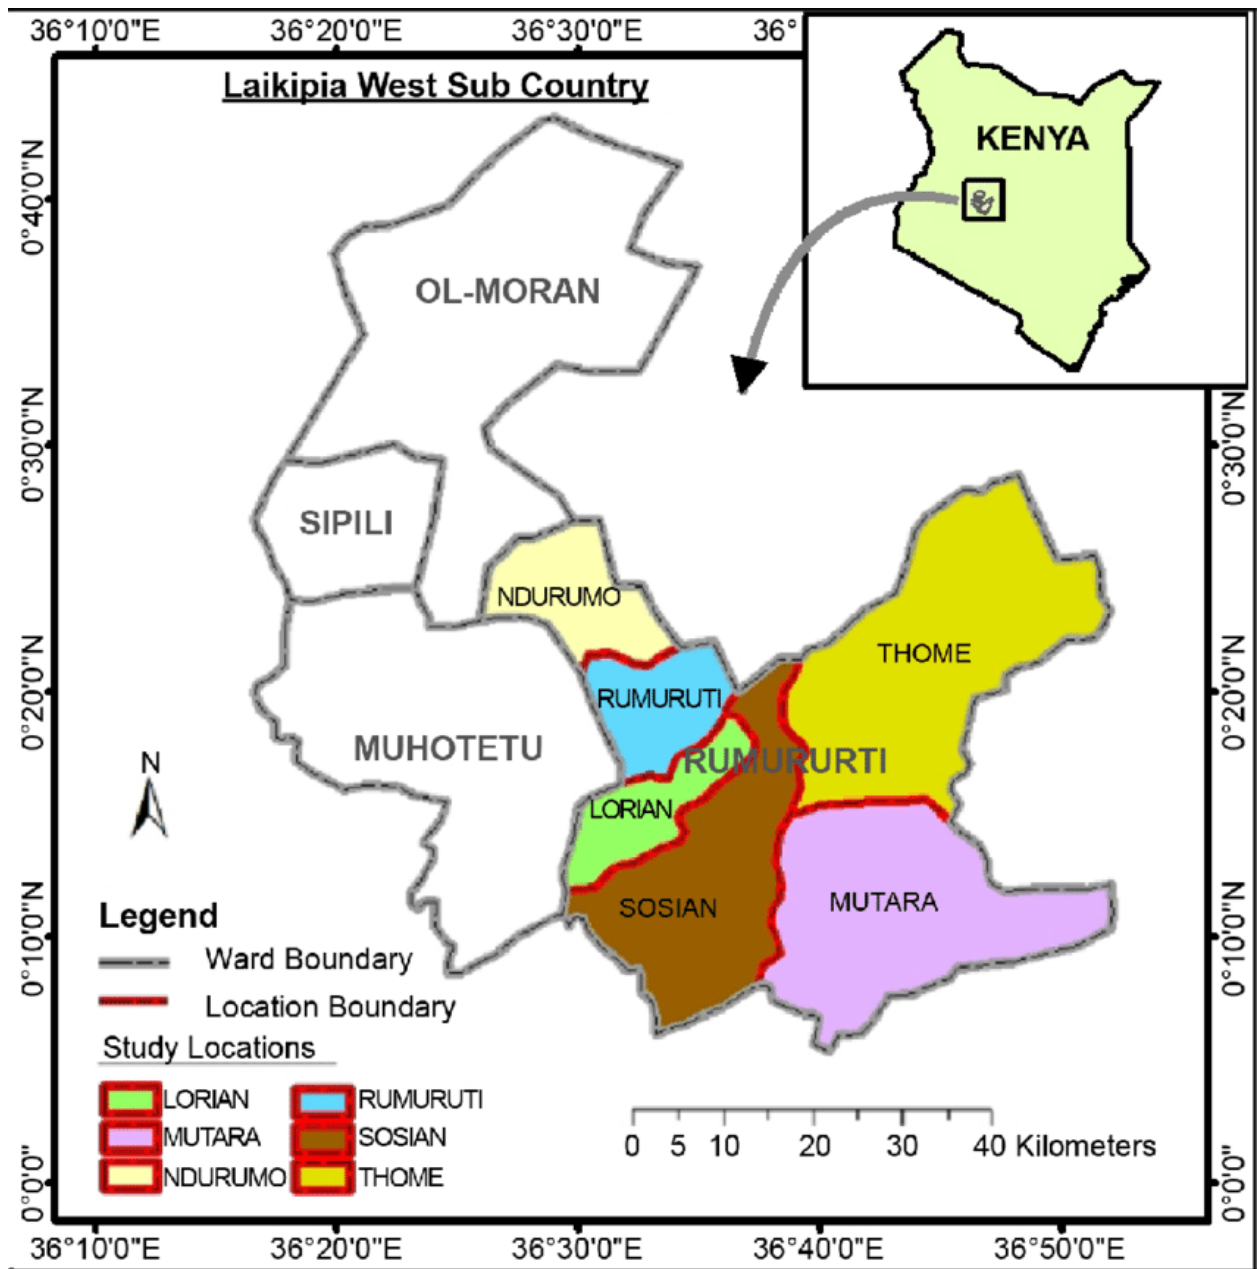 36°10'0"E 36°20'0"E 36°30'0"E 36°
Laikipia West Sub Country
KENYA
0°40'0"N
OL-MORAN
0°30'0"N 0°30'0"N
SIPILI
NDURUMO
THOME
0°20'0"N 0°20'0"N
RUMURUTI
MUHOTETU
RUMURURTI
N
LORIAN
MUTARA
SOSIAN
0°10'0"N 0°10'0"N
Legend
Ward Boundary
Location Boundary
Study Locations
LORIAN RUMURUTI
MUTARA SOSIAN
NDURUMO THOME
0 5 10 20 30 40 Kilometers
0°0'0" 0°0'0"
36°10'0"E 36°20'0"E 36°30'0"E 36°40'0"E 36°50'0"E